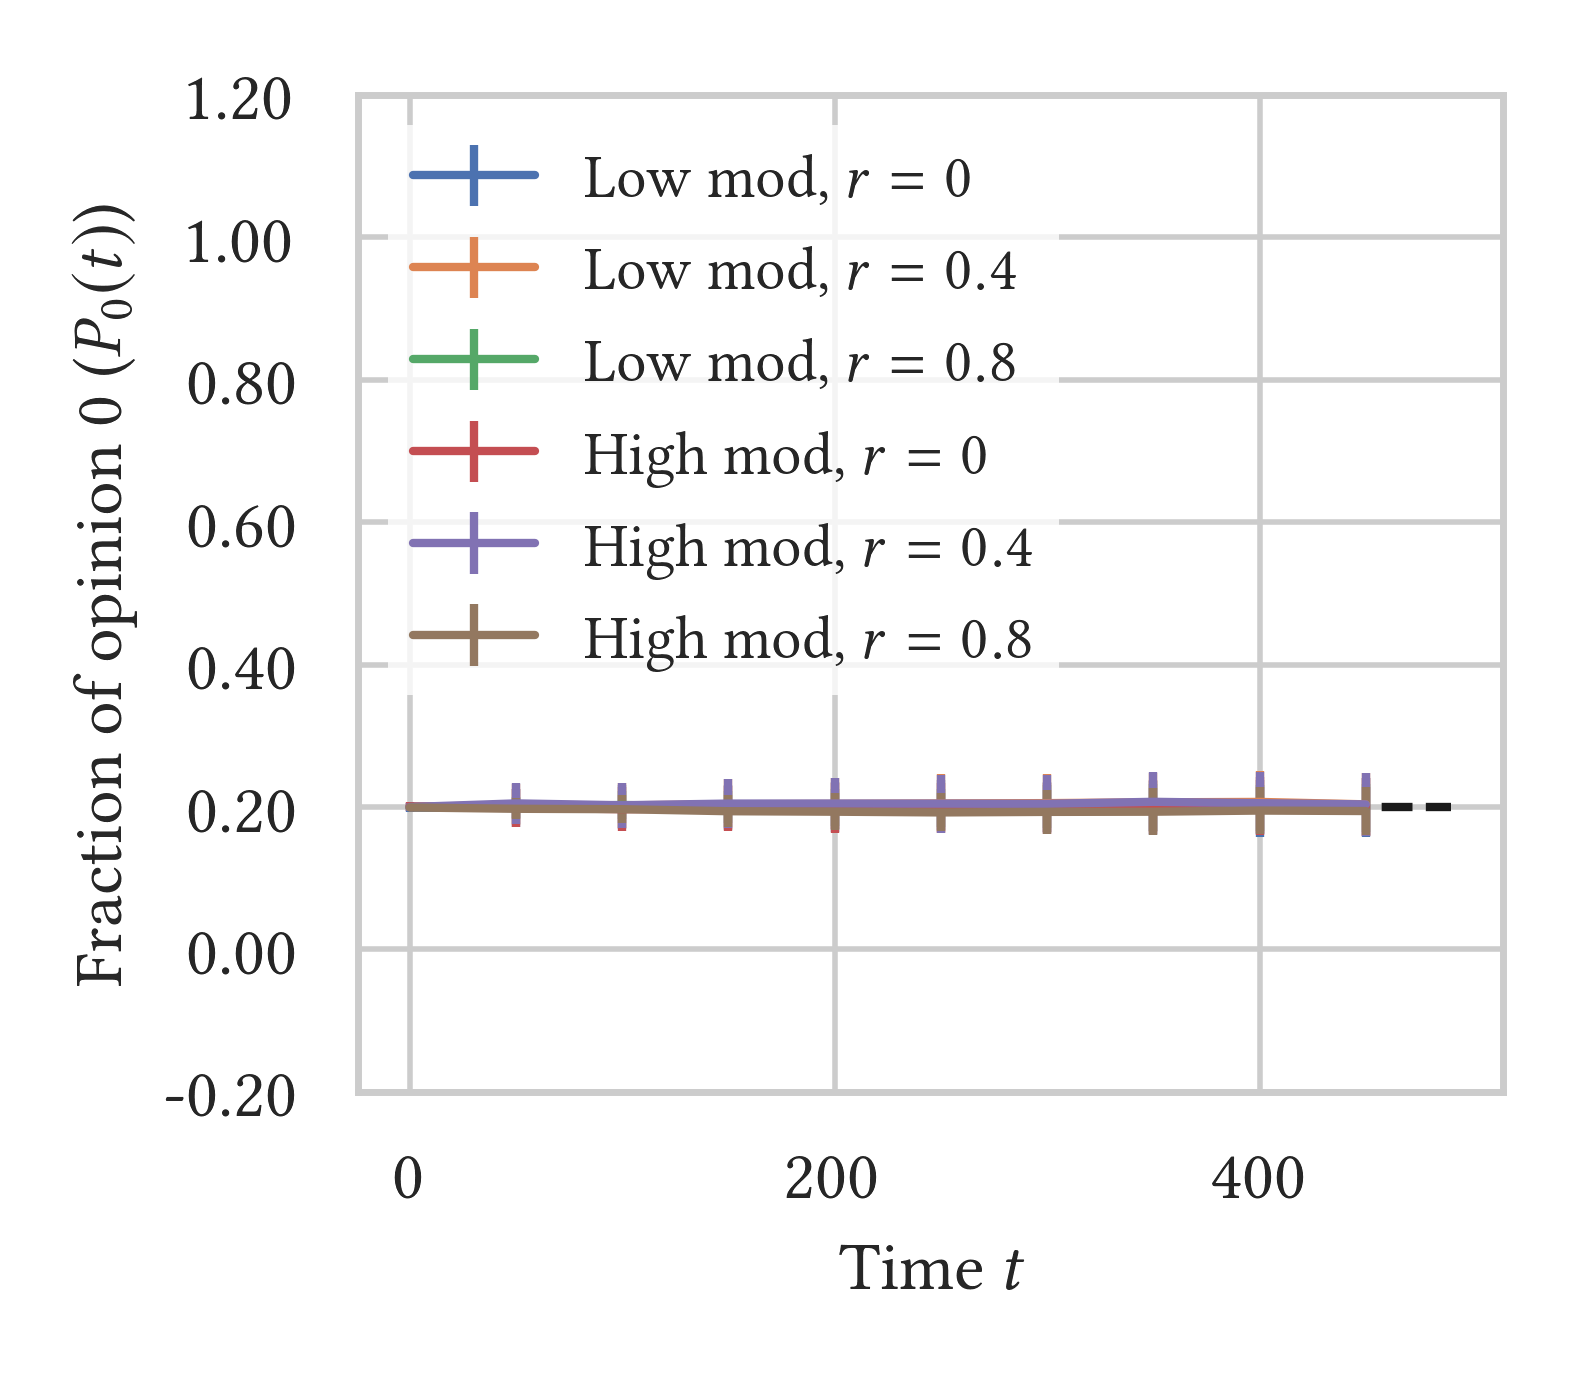 Fraction of opinion 0 (P₀(t))
1.20
1.00
0.80
0.60
0.40
0.20
0.00
-0.20
Low mod, r = 0
Low mod, r = 0.4
Low mod, r = 0.8
High mod, r = 0
High mod, r = 0.4
High mod, r = 0.8
0 200 400
Time t